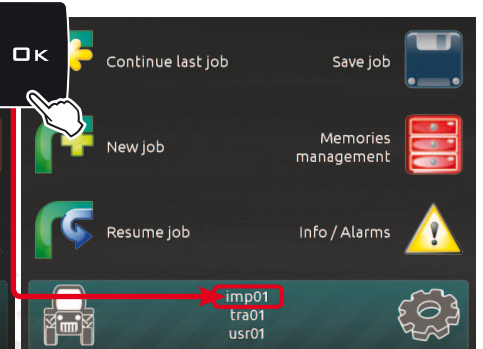 OK
Continue last job
Save job
New job
Memories
management
Resume job
Info / Alarms
imp01
tra01
usr01